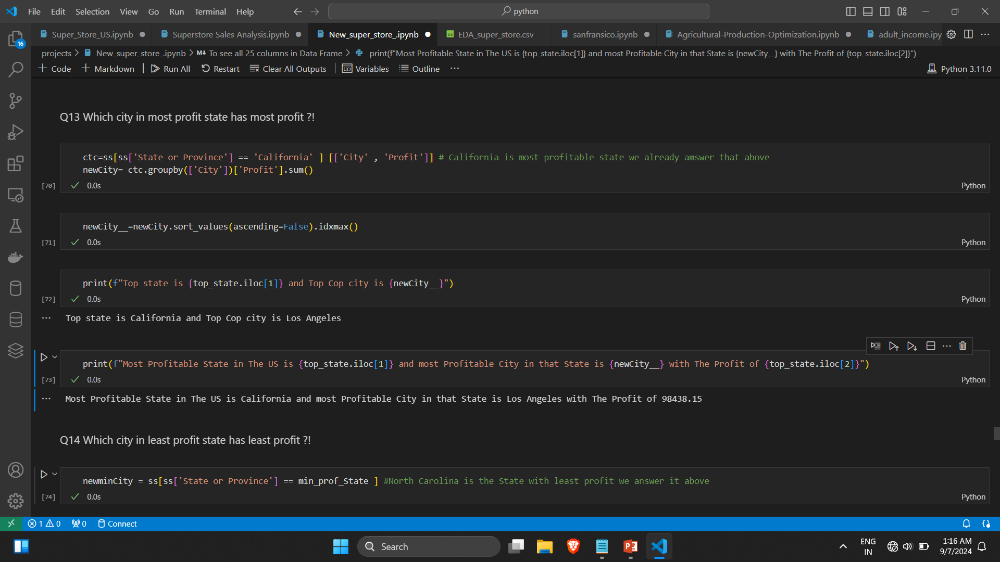 File Edit Selection View Go Run Terminal Help
python
Super_Store_US.ipynb
Superstore Sales Analysis.ipynb
New_super_store_.ipynb
EDA_super_store.csv
sanfransico.ipynb
Agricultural-Production-Optimization.ipynb
adult_income.ipy
16
projects > New_super_store_.ipynb > M↓ To see all 25 columns in Data Frame > print(f"Most Profitable State in The US is {top_state.iloc[1]} and most Profitable City in that State is {newCity__} with The Profit of {top_state.iloc[2]}")
+ Code + Markdown | Run All Restart Clear All Outputs | Variables Outline ···
Python 3.11.0
Q13 Which city in most profit state has most profit ?!
ctc=ss[ss['State or Province'] == 'California' ] [['City' , 'Profit']] # California is most profitable state we already amswer that above
newCity= ctc.groupby(['City'])['Profit'].sum()
[70] ✓ 0.0s Python
newCity__=newCity.sort_values(ascending=False).idxmax()
[71] ✓ 0.0s Python
print(f"Top state is {top_state.iloc[1]} and Top Cop city is {newCity__}")
[72] ✓ 0.0s Python
··· Top state is California and Top Cop city is Los Angeles
print(f"Most Profitable State in The US is {top_state.iloc[1]} and most Profitable City in that State is {newCity__} with The Profit of {top_state.iloc[2]}")
[73] ✓ 0.0s Python
··· Most Profitable State in The US is California and most Profitable City in that State is Los Angeles with The Profit of 98438.15
Q14 Which city in least profit state has least profit ?!
newminCity = ss[ss['State or Province'] == min_prof_State ] #North Carolina is the State with least profit we answer it above
[74] ✓ 0.0s Python
1 0 0 Connect
Search
ENG
IN
1:16 AM
9/7/2024